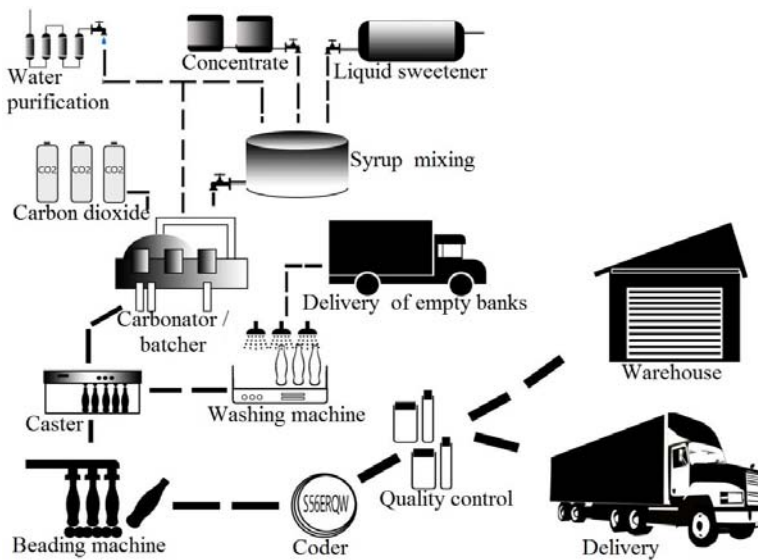 Water
purification
Concentrate
Liquid sweetener
Syrup mixing
CO2 CO2 CO2
Carbon dioxide
Carbonator /
batcher
Delivery of empty banks
Washing machine
Caster
Warehouse
S56ERQW
Quality control
Beading machine
Coder
Delivery